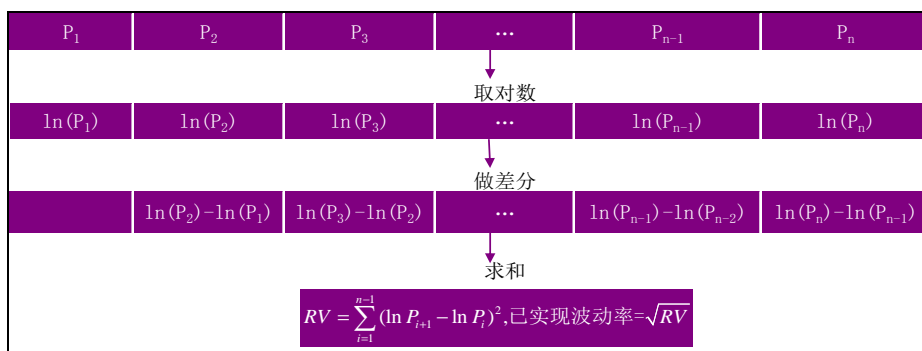 P₁ P₂ P₃ … Pₙ₋₁ Pₙ
取对数
ln(P₁) ln(P₂) ln(P₃) … ln(Pₙ₋₁) ln(Pₙ)
做差分
ln(P₂)-ln(P₁) ln(P₃)-ln(P₂) … ln(Pₙ₋₁)-ln(Pₙ₋₂) ln(Pₙ)-ln(Pₙ₋₁)
求和
RV = ∑_{i=1}^{n-1} (ln P_{i+1} − ln P_i)²,已实现波动率=√RV